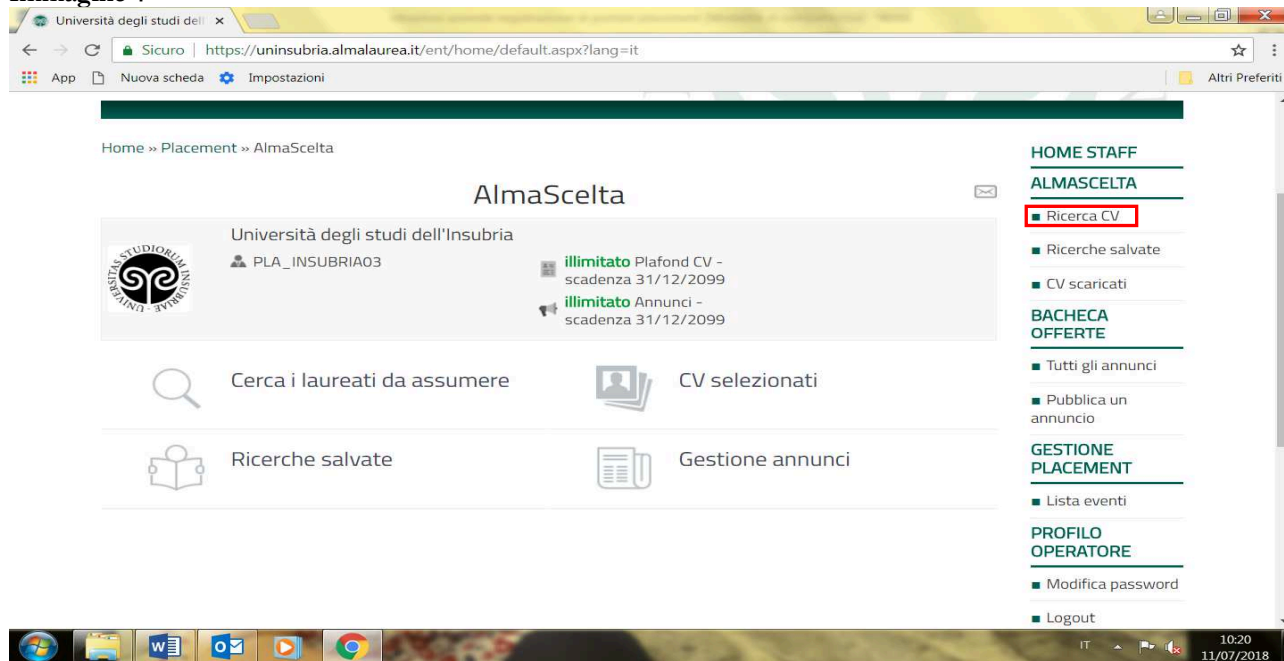 Università degli studi dell
Sicuro | https://uninsubria.almalaurea.it/ent/home/default.aspx?lang=it
App Nuova scheda Impostazioni Altri Preferiti
Home » Placement » AlmaScelta
AlmaScelta
Università degli studi dell'Insubria
PLA_INSUBRIA03
illimitato Plafond CV -
scadenza 31/12/2099
illimitato Annunci -
scadenza 31/12/2099
Cerca i laureati da assumere
CV selezionati
Ricerche salvate
Gestione annunci
HOME STAFF
ALMASCELTA
Ricerca CV
Ricerche salvate
CV scaricati
BACHECA
OFFERTE
Tutti gli annunci
Pubblica un
annuncio
GESTIONE
PLACEMENT
Lista eventi
PROFILO
OPERATORE
Modifica password
Logout
IT
10:20
11/07/2018